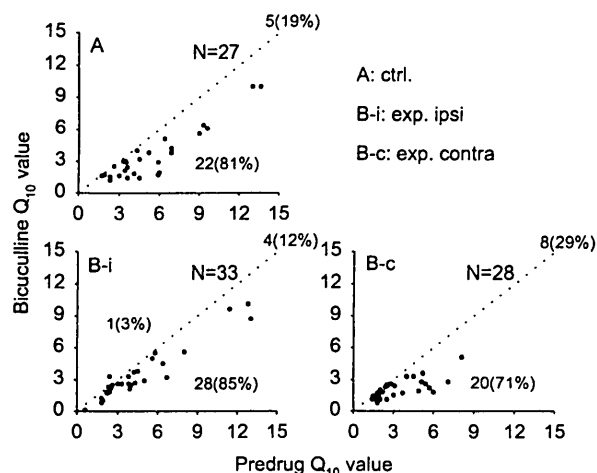 5(19%)
A
N=27
22(81%)
15
12
9
6
3
0
0 3 6 9 12 15
A: ctrl.
B-i: exp. ipsi
B-c: exp. contra
Bicuculline Q10 value
4(12%)
B-i
N=33
1(3%)
28(85%)
15
12
9
6
3
0
0 3 6 9 12 15
8(29%)
B-c
N=28
20(71%)
15
12
9
6
3
0
0 3 6 9 12 15
Predrug Q10 value